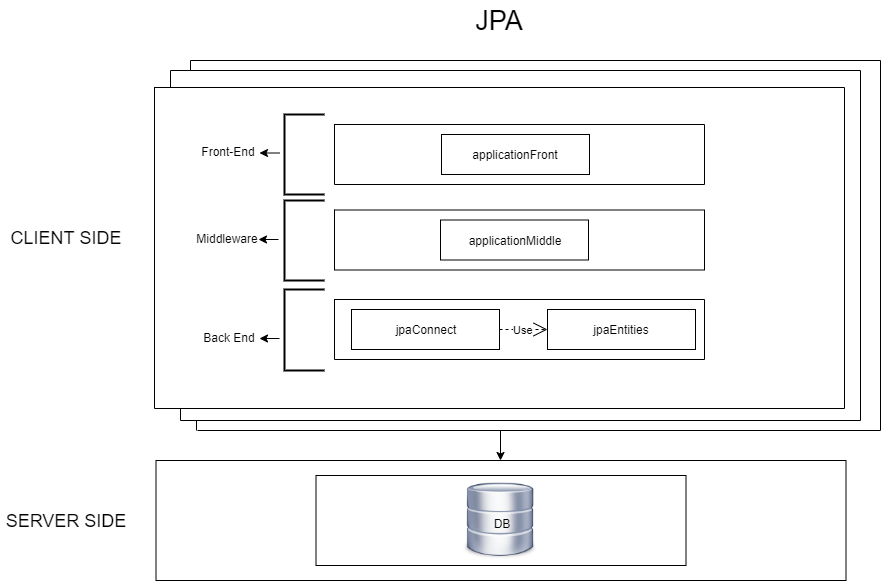 JPA
Front-End
applicationFront
CLIENT SIDE
Middleware
applicationMiddle
Back End
jpaConnect
Use
jpaEntities
SERVER SIDE
DB